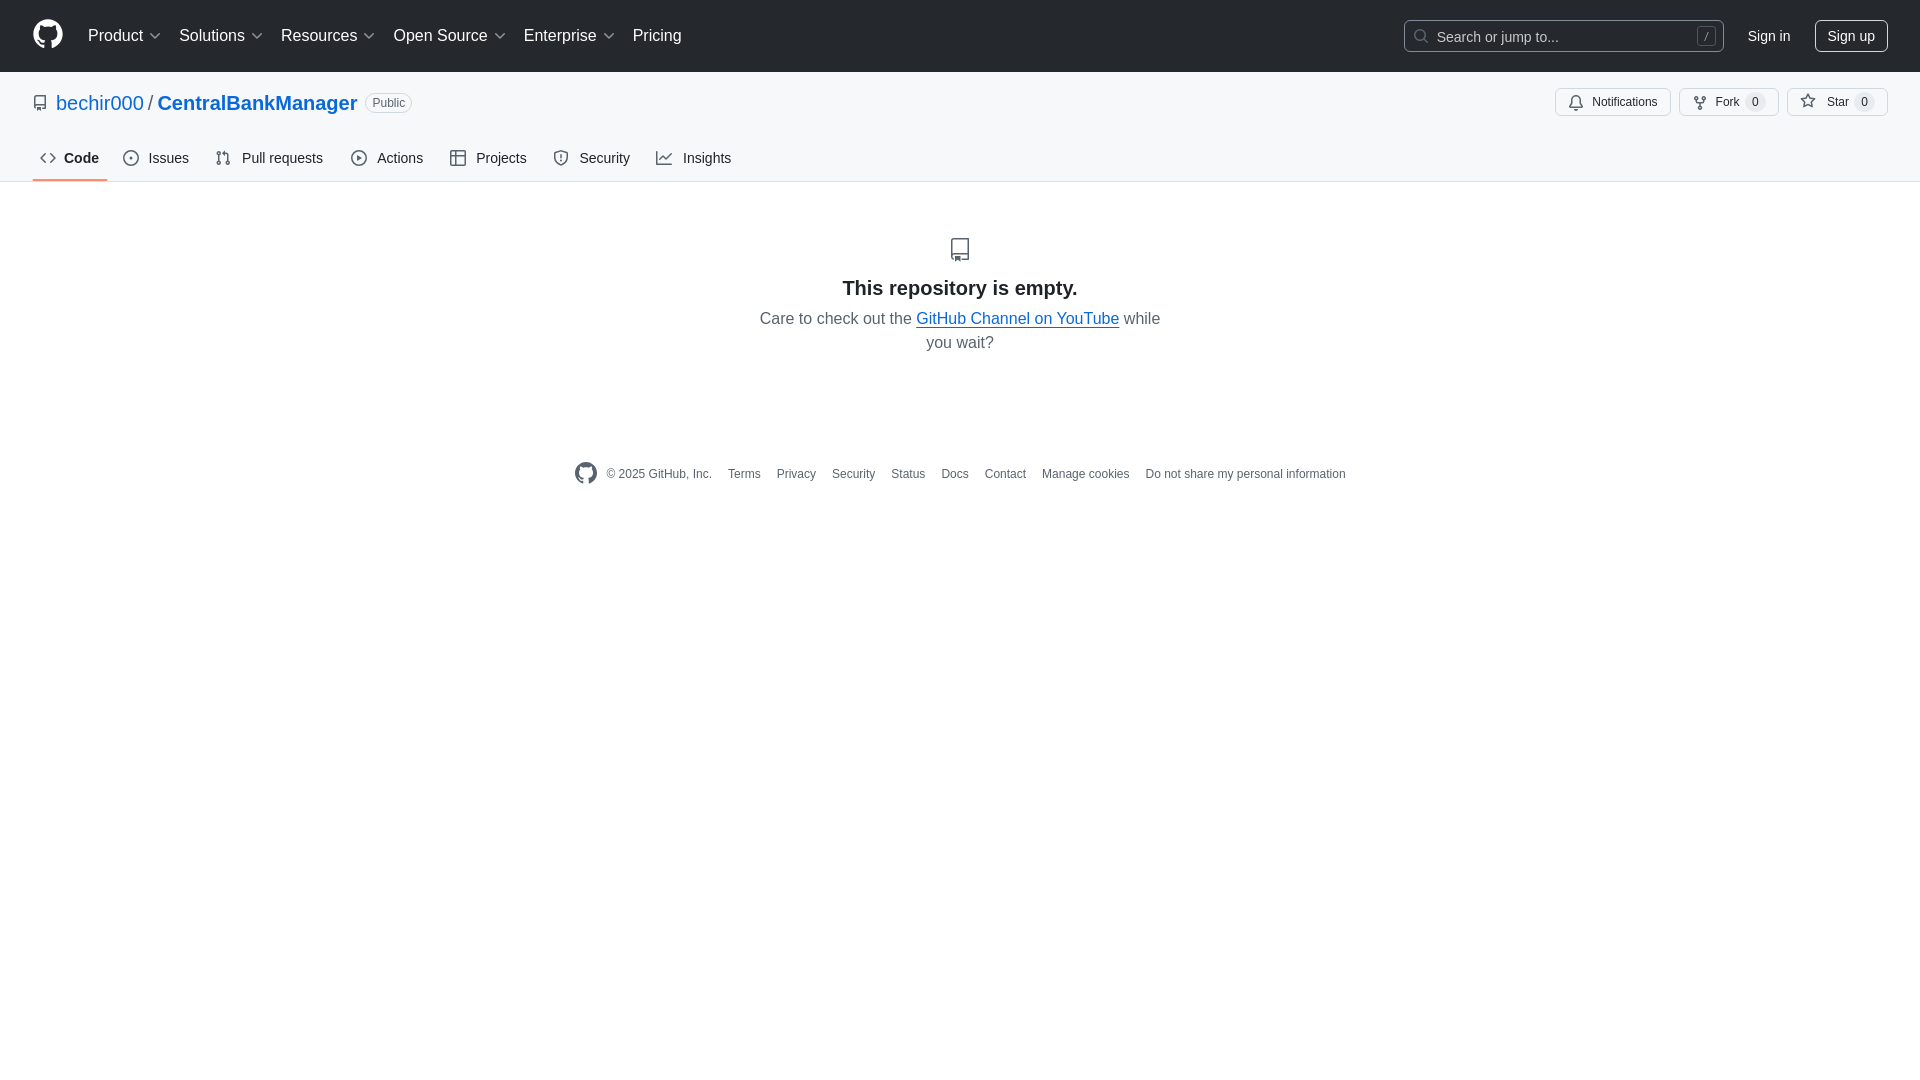 Product Solutions Resources Open Source Enterprise Pricing Search or jump to... / Sign in Sign up
bechir000 / CentralBankManager Public Notifications Fork 0 Star 0
Code Issues Pull requests Actions Projects Security Insights
This repository is empty.
Care to check out the GitHub Channel on YouTube while
you wait?
© 2025 GitHub, Inc. Terms Privacy Security Status Docs Contact Manage cookies Do not share my personal information